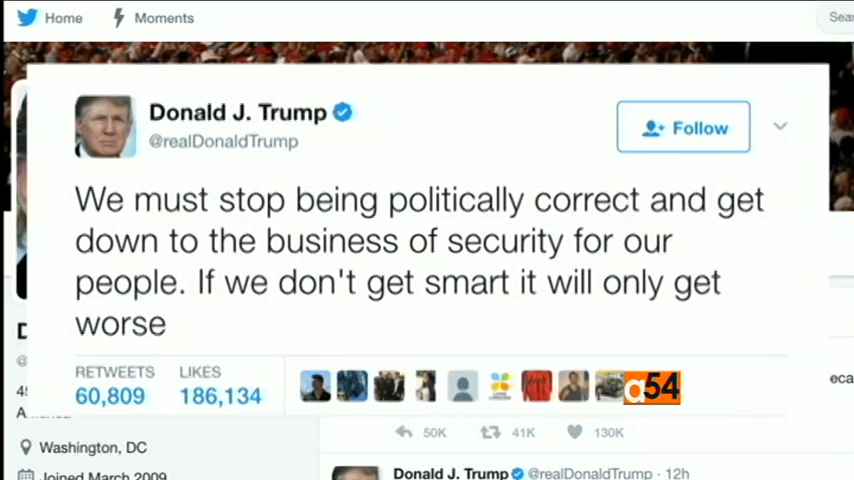 Home
Moments
Sear
Donald J. Trump
@realDonaldTrump
Follow
We must stop being politically correct and get
down to the business of security for our
people. If we don't get smart it will only get
worse
RETWEETS LIKES
60,809 186,134
a54
eca
50K 41K 130K
Washington, DC
Joined March 2009
Donald J. Trump @realDonaldTrump · 12h